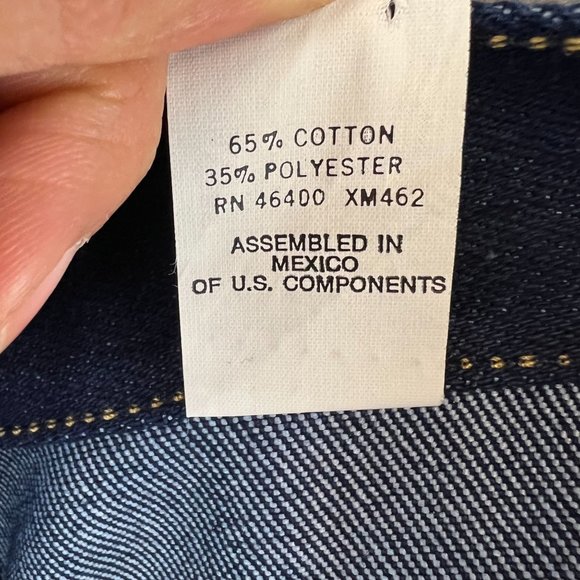 65% COTTON
35% POLYESTER
RN 46400 XM462
ASSEMBLED IN
MEXICO
OF U.S. COMPONENTS